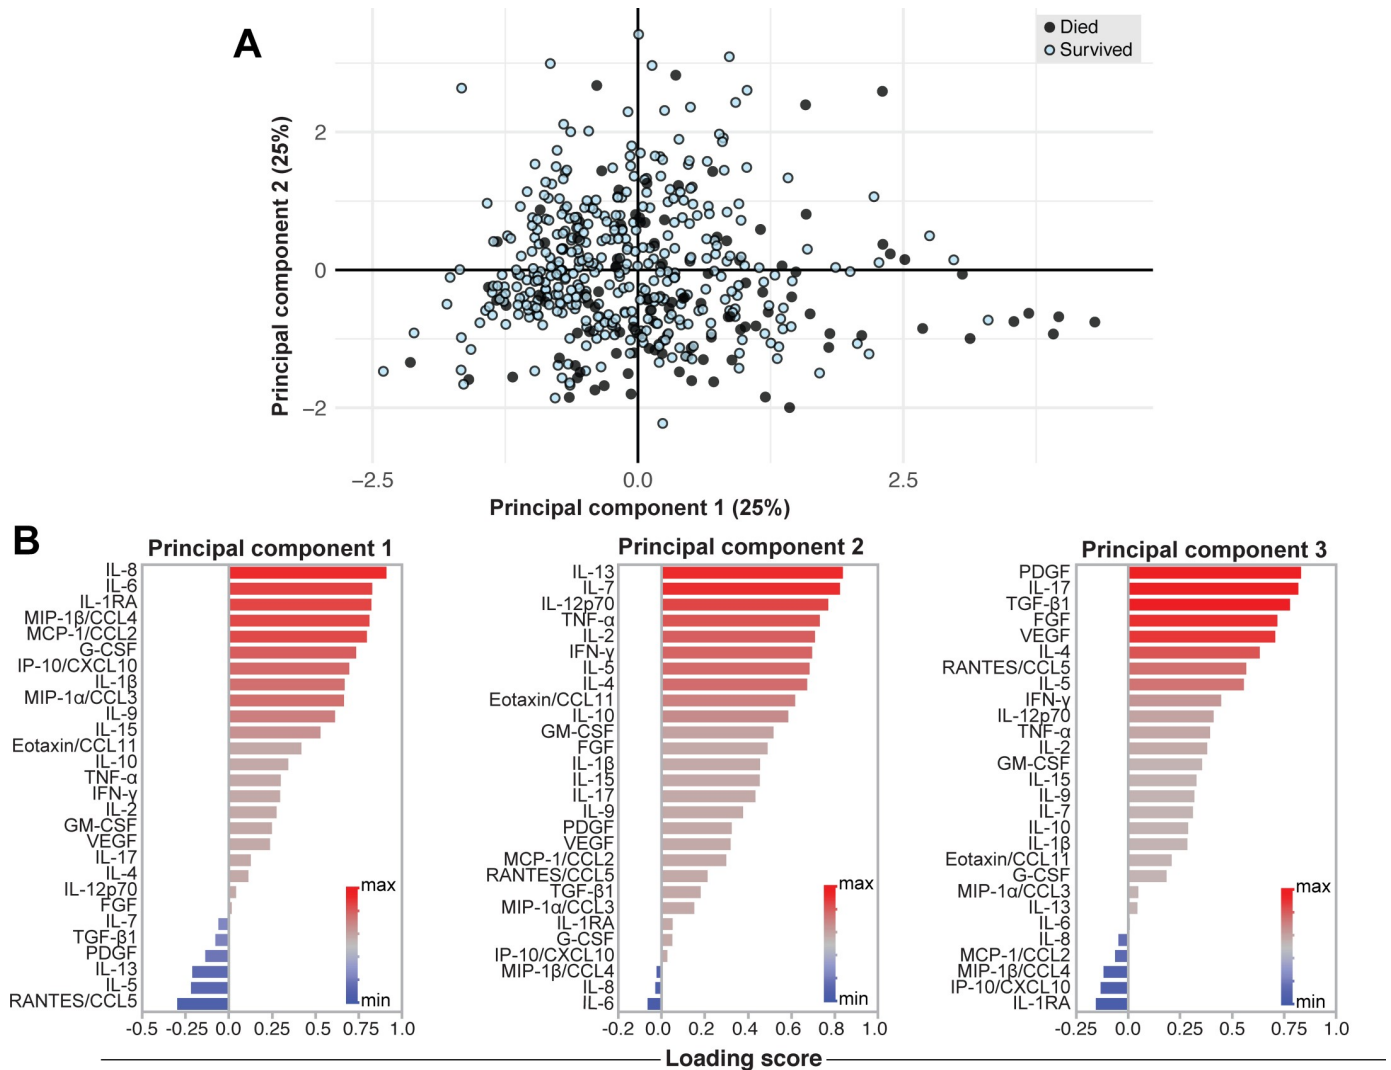 A
Died
Survived
Principal component 2 (25%)
2
0
−2
−2.5
0.0
2.5
Principal component 1 (25%)
B
Principal component 1
IL-8
IL-6
IL-1RA
MIP-1β/CCL4
MCP-1/CCL2
G-CSF
IP-10/CXCL10
IL-1β
MIP-1α/CCL3
IL-9
IL-15
Eotaxin/CCL11
IL-10
TNF-α
IFN-γ
IL-2
GM-CSF
VEGF
IL-17
IL-4
IL-12p70
FGF
IL-7
TGF-β1
PDGF
IL-13
IL-5
RANTES/CCL5
max
min
-0.5
-0.25
0.0
0.25
0.5
0.75
1.0
Principal component 2
IL-13
IL-7
IL-12p70
TNF-α
IL-2
IFN-γ
IL-5
IL-4
Eotaxin/CCL11
IL-10
GM-CSF
FGF
IL-1β
IL-15
IL-17
IL-9
PDGF
VEGF
MCP-1/CCL2
RANTES/CCL5
TGF-β1
MIP-1α/CCL3
IL-1RA
G-CSF
IP-10/CXCL10
MIP-1β/CCL4
IL-8
IL-6
max
min
-0.2
0.0
0.2
0.4
0.6
0.8
1.0
Principal component 3
PDGF
IL-17
TGF-β1
FGF
VEGF
IL-4
RANTES/CCL5
IL-5
IFN-γ
IL-12p70
TNF-α
IL-2
GM-CSF
IL-15
IL-9
IL-7
IL-10
IL-1β
Eotaxin/CCL11
G-CSF
MIP-1α/CCL3
IL-13
IL-6
IL-8
MCP-1/CCL2
MIP-1β/CCL4
IP-10/CXCL10
IL-1RA
max
min
-0.25
0.0
0.25
0.5
0.75
1.0
Loading score